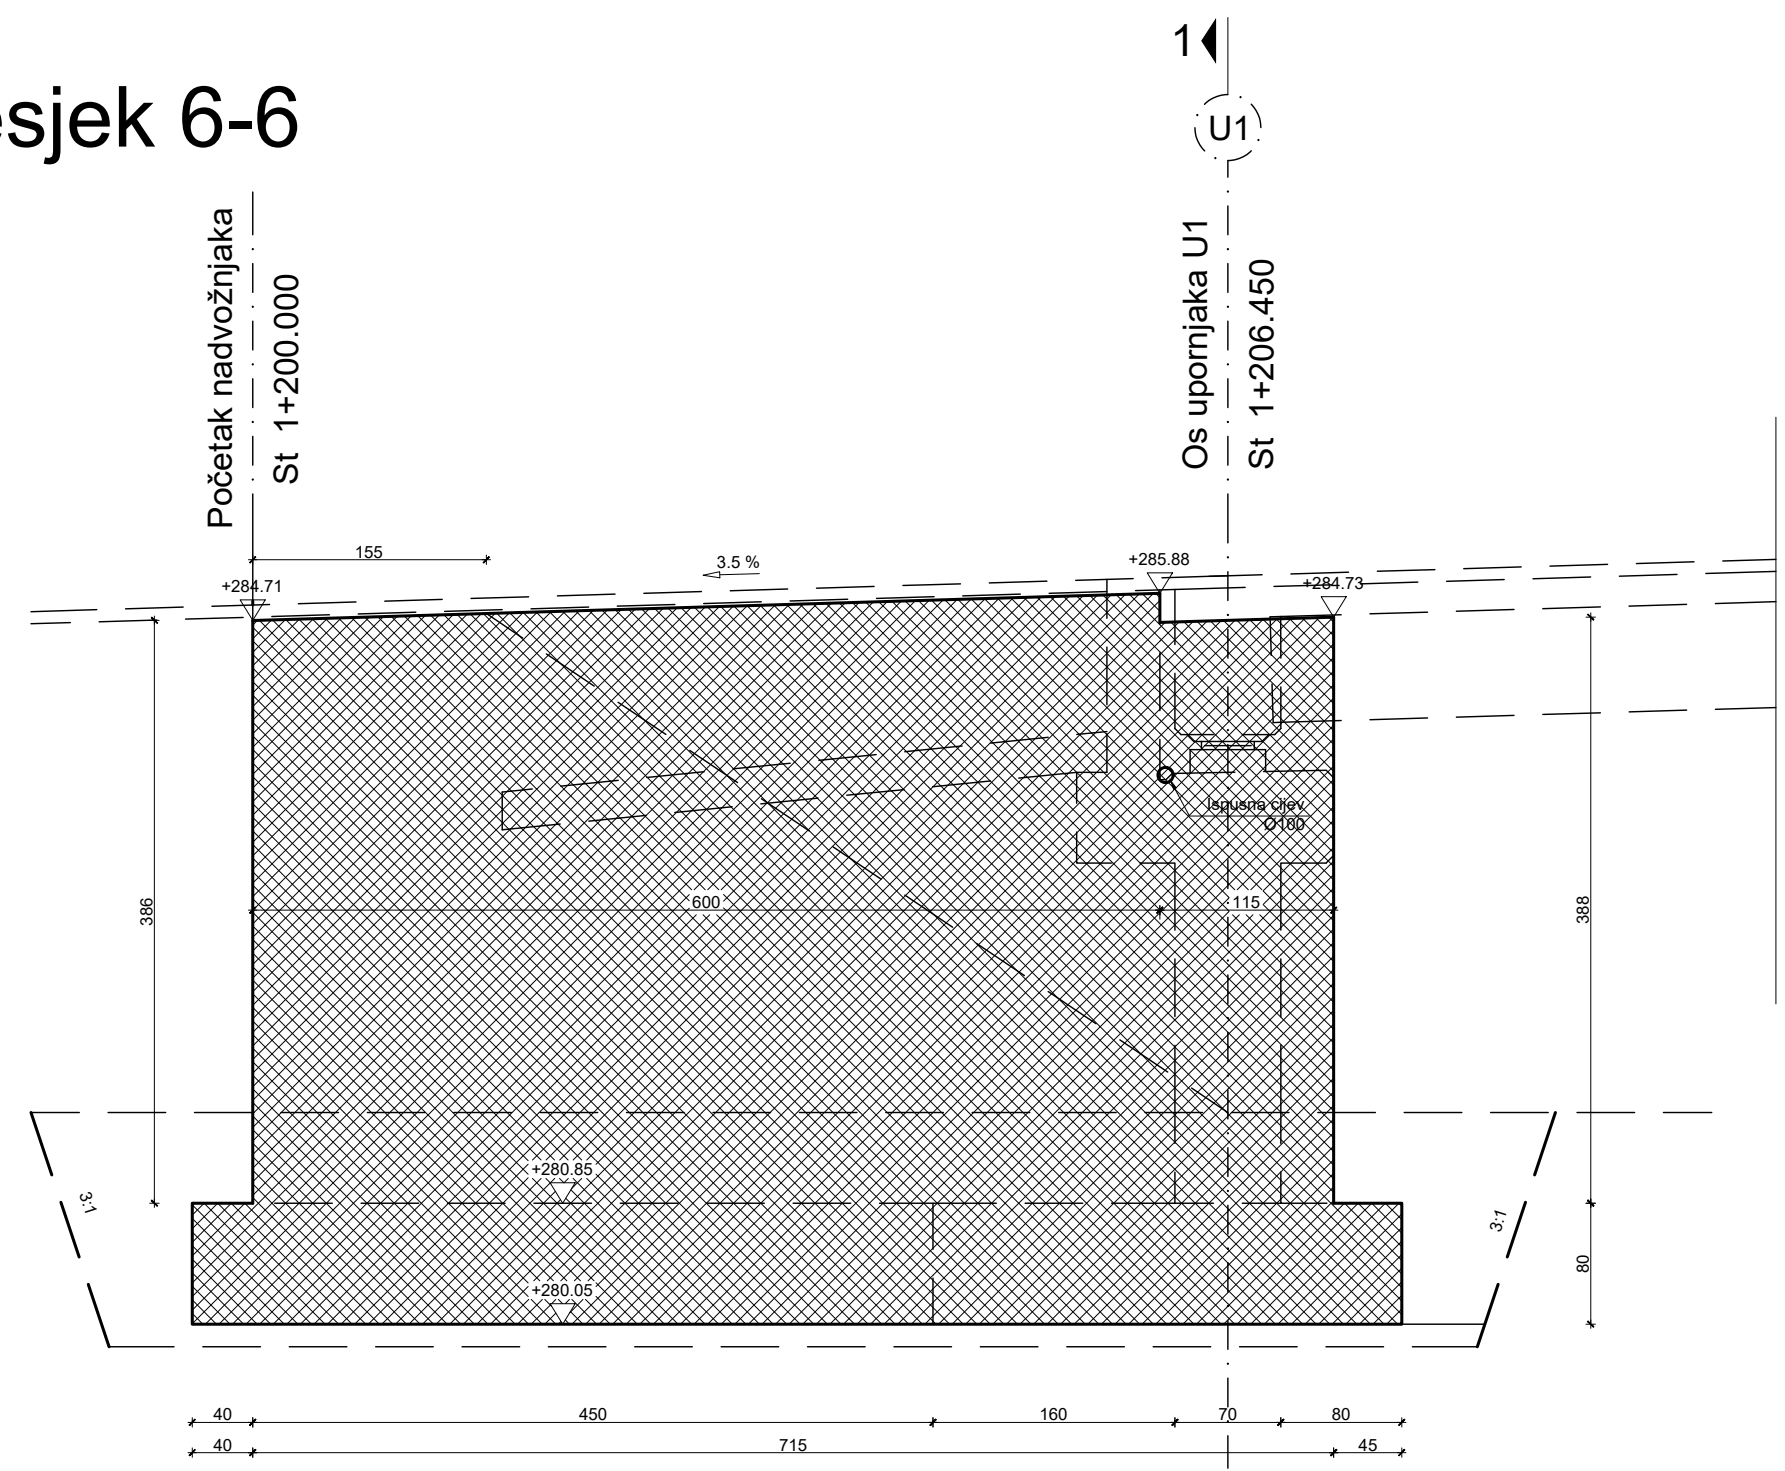 1
esjek 6-6
U1
Početak nadvožnjaka
St 1+200.000
Os upornjaka U1
St 1+206.450
155
3.5 %
+284.71
+285.88
+284.73
Ispusna cijev
Ø100
386
600
115
388
+280.85
3:1
3:1
80
+280.05
40
450
160
70
80
40
715
45